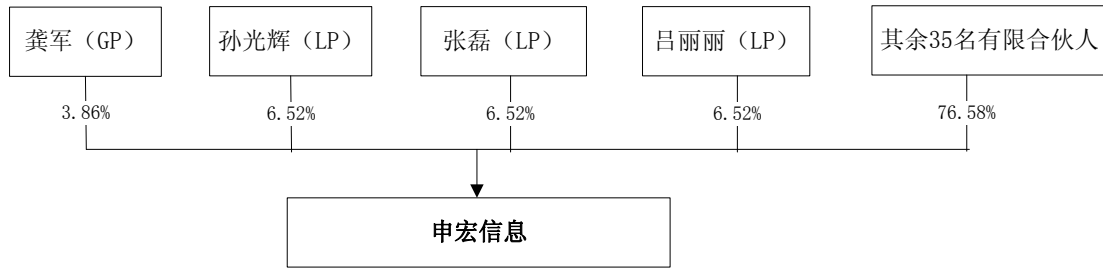 龚军（GP）
孙光辉（LP）
张磊（LP）
吕丽丽（LP）
其余35名有限合伙人
3.86%
6.52%
6.52%
6.52%
76.58%
申宏信息